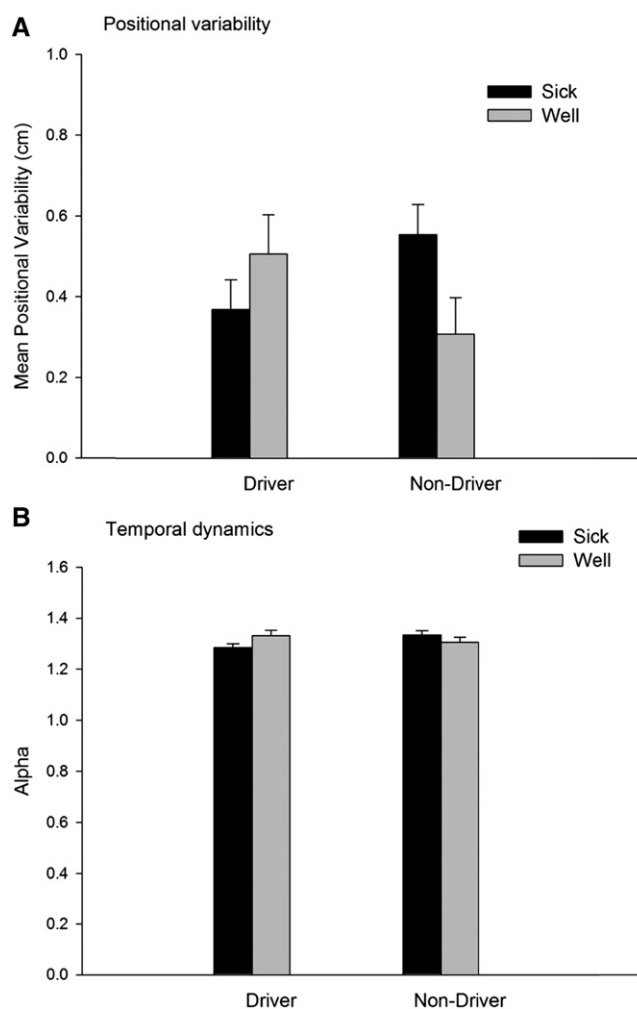 A
Positional variability
Mean Positional Variability (cm)
1.0
0.8
0.6
0.4
0.2
0.0
Sick
Well
Driver
Non-Driver
B
Temporal dynamics
Alpha
1.6
1.4
1.2
1.0
0.8
0.6
0.4
0.2
0.0
Sick
Well
Driver
Non-Driver